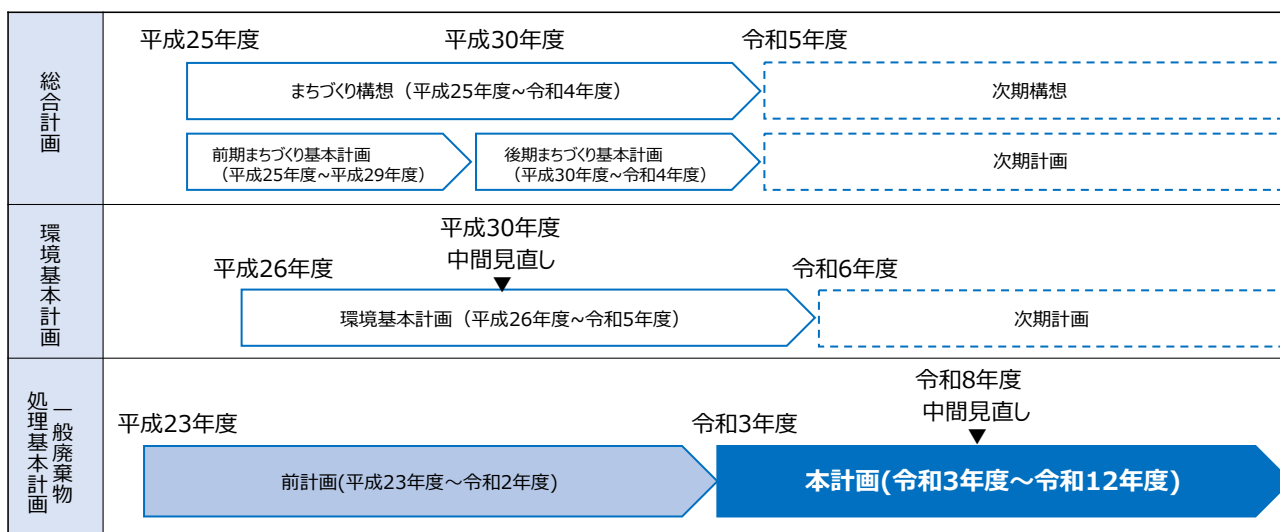 総合計画
平成25年度
平成30年度
令和5年度
まちづくり構想（平成25年度~令和4年度）
次期構想
前期まちづくり基本計画
（平成25年度~平成29年度）
後期まちづくり基本計画
（平成30年度~令和4年度）
次期計画
環境基本計画
平成30年度
中間見直し
▼
平成26年度
令和6年度
環境基本計画（平成26年度~令和5年度）
次期計画
一般廃棄物
処理基本計画
令和8年度
中間見直し
▼
平成23年度
令和3年度
前計画(平成23年度～令和2年度)
本計画(令和3年度～令和12年度)